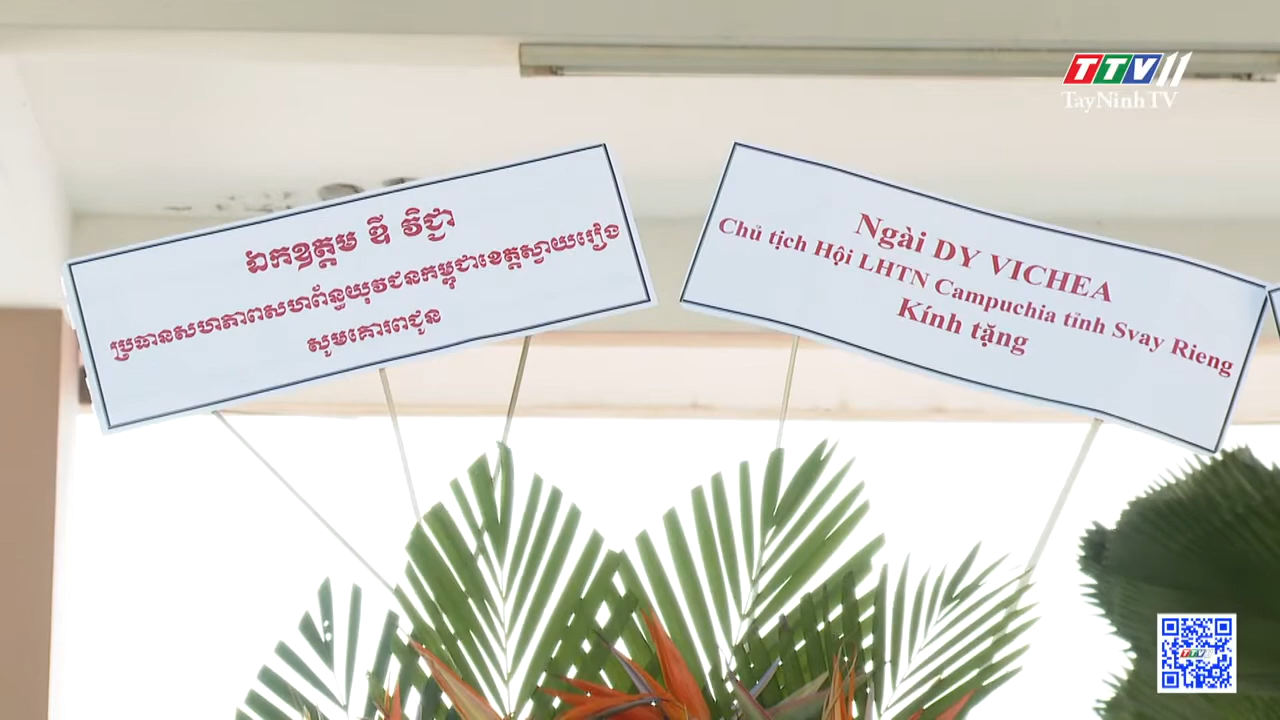 TTV11
TayNinhTV
ឯកឧត្តម ឌី វិជ្ជា
ប្រធានសហភាពសហព័ន្ធយុវជនកម្ពុជាខេត្តស្វាយរៀង
សូមគោរពជូន
Ngài DY VICHEA
Chủ tịch Hội LHTN Campuchia tỉnh Svay Rieng
Kính tặng
TTV11